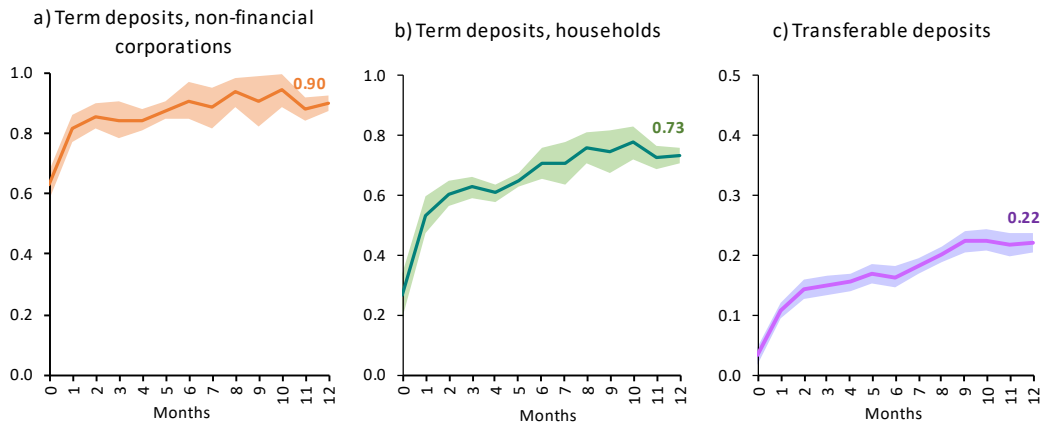 a) Term deposits, non-financial
corporations
1.0
0.8
0.6
0.4
0.2
0.0
0.90
0 1 2 3 4 5 6 7 8 9 10 11 12
Months
b) Term deposits, households
1.0
0.8
0.6
0.4
0.2
0.0
0.73
0 1 2 3 4 5 6 7 8 9 10 11 12
Months
c) Transferable deposits
0.5
0.4
0.3
0.2
0.1
0.0
0.22
0 1 2 3 4 5 6 7 8 9 10 11 12
Months